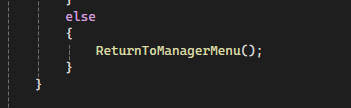 }
else
{
ReturnToManagerMenu();
}
}